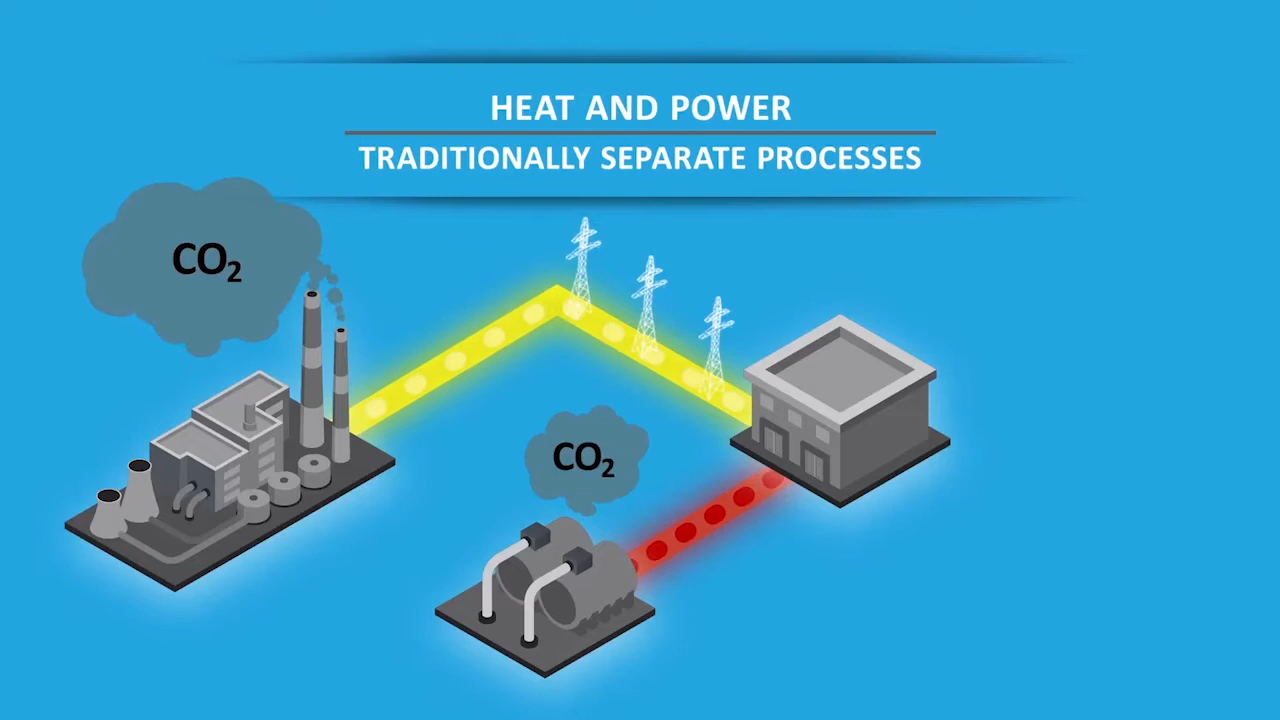 HEAT AND POWER
TRADITIONALLY SEPARATE PROCESSES
CO₂
CO₂